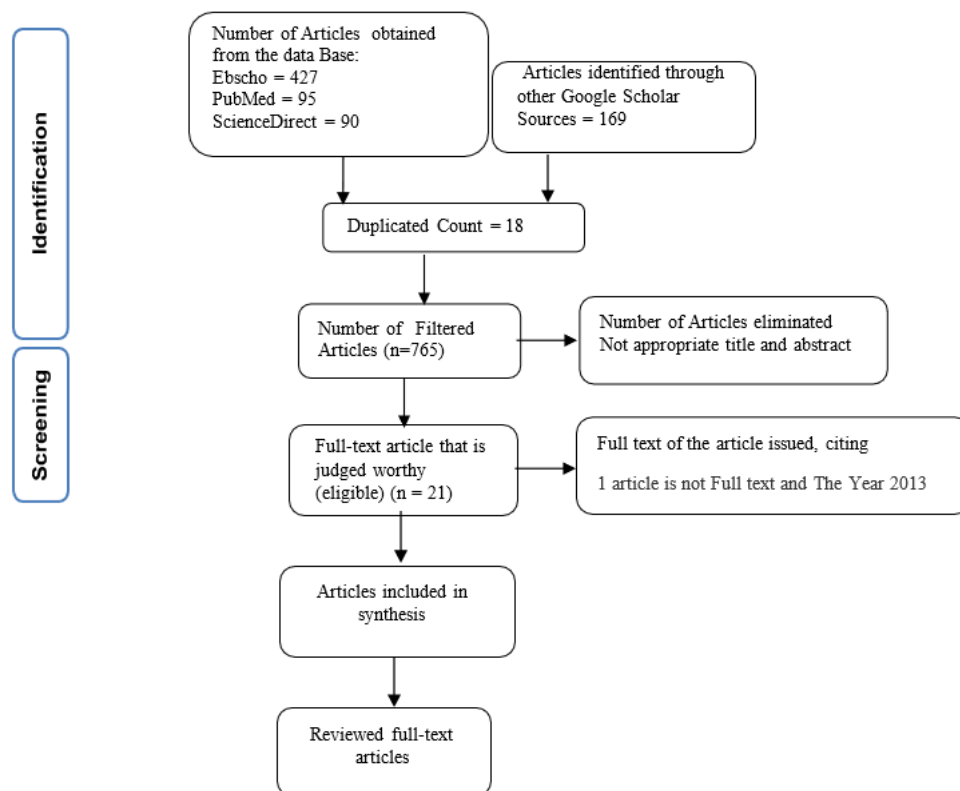 Identification
Number of Articles obtained
from the data Base:
Ebscho = 427
PubMed = 95
ScienceDirect = 90
Articles identified through
other Google Scholar
Sources = 169
Duplicated Count = 18
Number of Filtered
Articles (n=765)
Number of Articles eliminated
Not appropriate title and abstract
Screening
Full-text article that is
judged worthy
(eligible) (n = 21)
Full text of the article issued, citing
1 article is not Full text and The Year 2013
Articles included in
synthesis
Reviewed full-text
articles